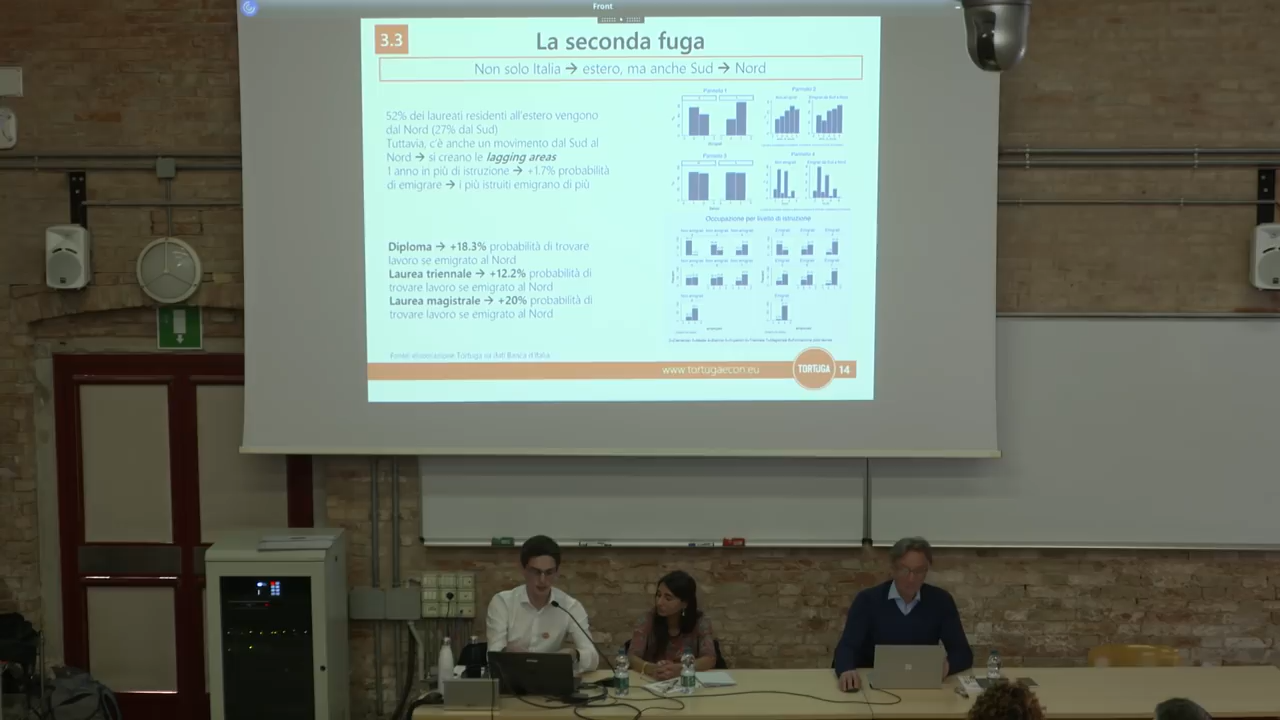 Front
3.3
La seconda fuga
Non solo Italia → estero, ma anche Sud → Nord
52% dei laureati residenti all'estero vengono
dal Nord (27% dal Sud)
Tuttavia, c'è anche un movimento dal Sud al
Nord → si creano le lagging areas
1 anno in più di istruzione → +1.7% probabilità
di emigrare → i più istruiti emigrano di più
Diploma → +18.3% probabilità di trovare
lavoro se emigrato al Nord
Laurea triennale → +12.2% probabilità di
trovare lavoro se emigrato al Nord
Laurea magistrale → +20% probabilità di
trovare lavoro se emigrato al Nord
Occupazione per livello di istruzione
www.tortugaecon.eu
TORTUGA
14